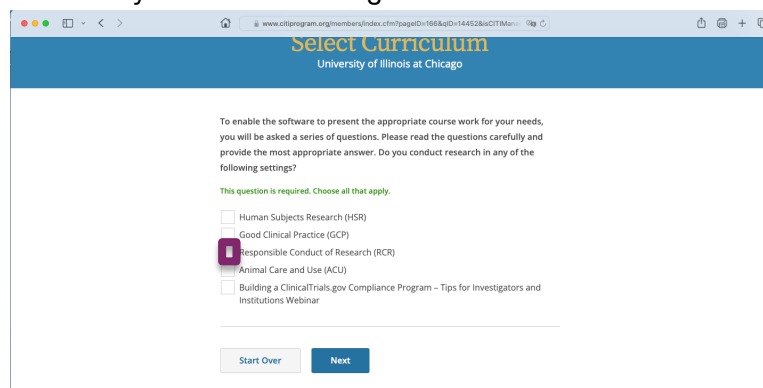 www.citiprogram.org/members/index.cfm?pageID=166&qID=14452&isCITIMana
Select Curriculum
University of Illinois at Chicago
To enable the software to present the appropriate course work for your needs,
you will be asked a series of questions. Please read the questions carefully and
provide the most appropriate answer. Do you conduct research in any of the
following settings?
This question is required. Choose all that apply.
Human Subjects Research (HSR)
Good Clinical Practice (GCP)
Responsible Conduct of Research (RCR)
Animal Care and Use (ACU)
Building a ClinicalTrials.gov Compliance Program – Tips for Investigators and
Institutions Webinar
Start Over
Next